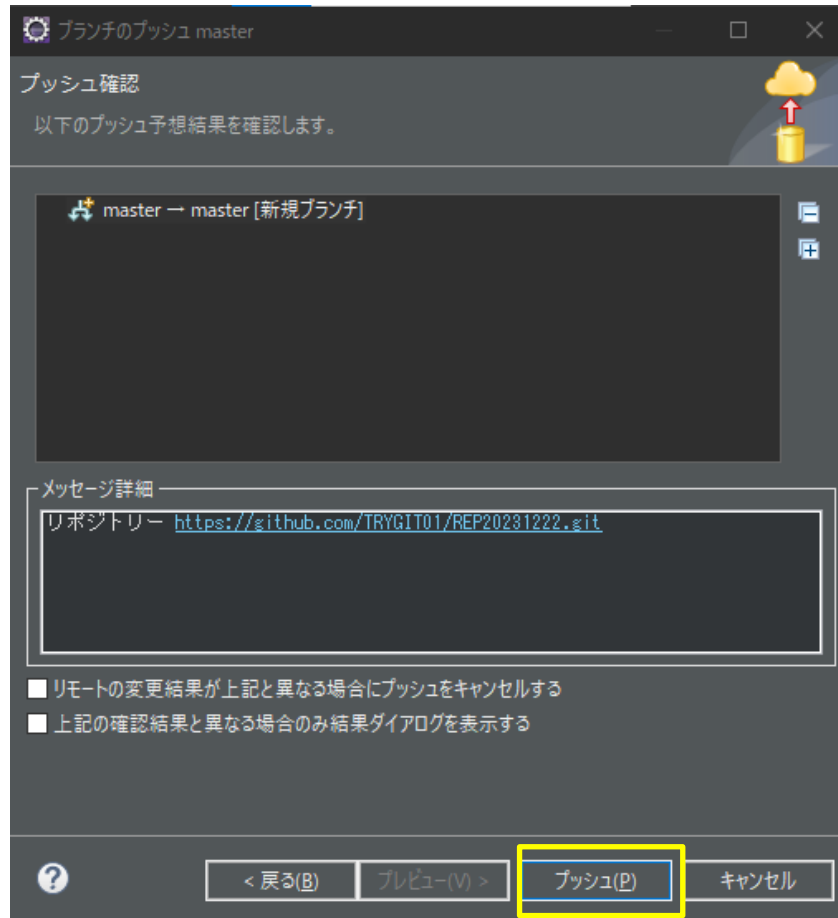 ブランチのプッシュ master
プッシュ確認
以下のプッシュ予想結果を確認します。
master → master [新規ブランチ]
メッセージ詳細
リポジトリー https://github.com/TRYGIT01/REP20231222.git
リモートの変更結果が上記と異なる場合にプッシュをキャンセルする
上記の確認結果と異なる場合のみ結果ダイアログを表示する
< 戻る(B)
プレビュー(V) >
プッシュ(P)
キャンセル